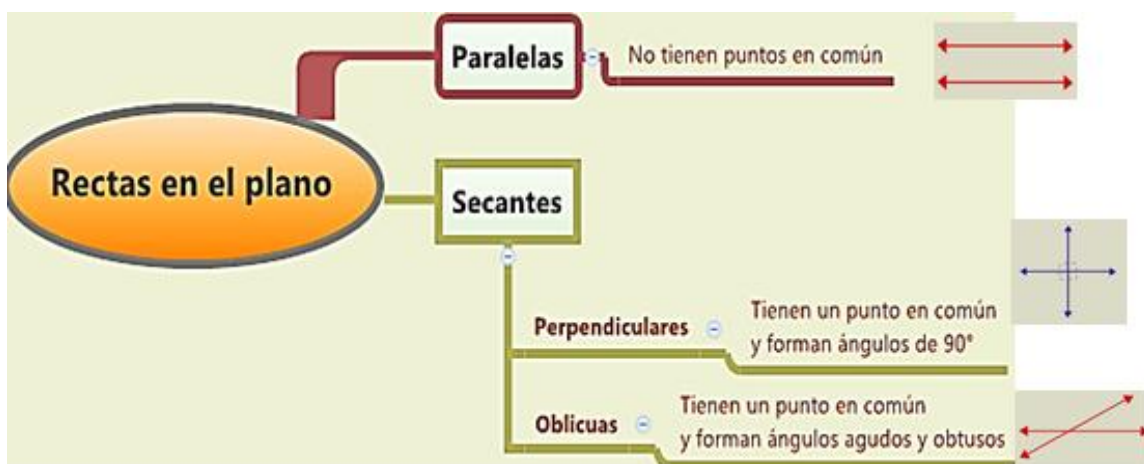 Rectas en el plano
Paralelas
No tienen puntos en común
Secantes
Perpendiculares
Tienen un punto en común
y forman ángulos de 90°
Oblicuas
Tienen un punto en común
y forman ángulos agudos y obtusos